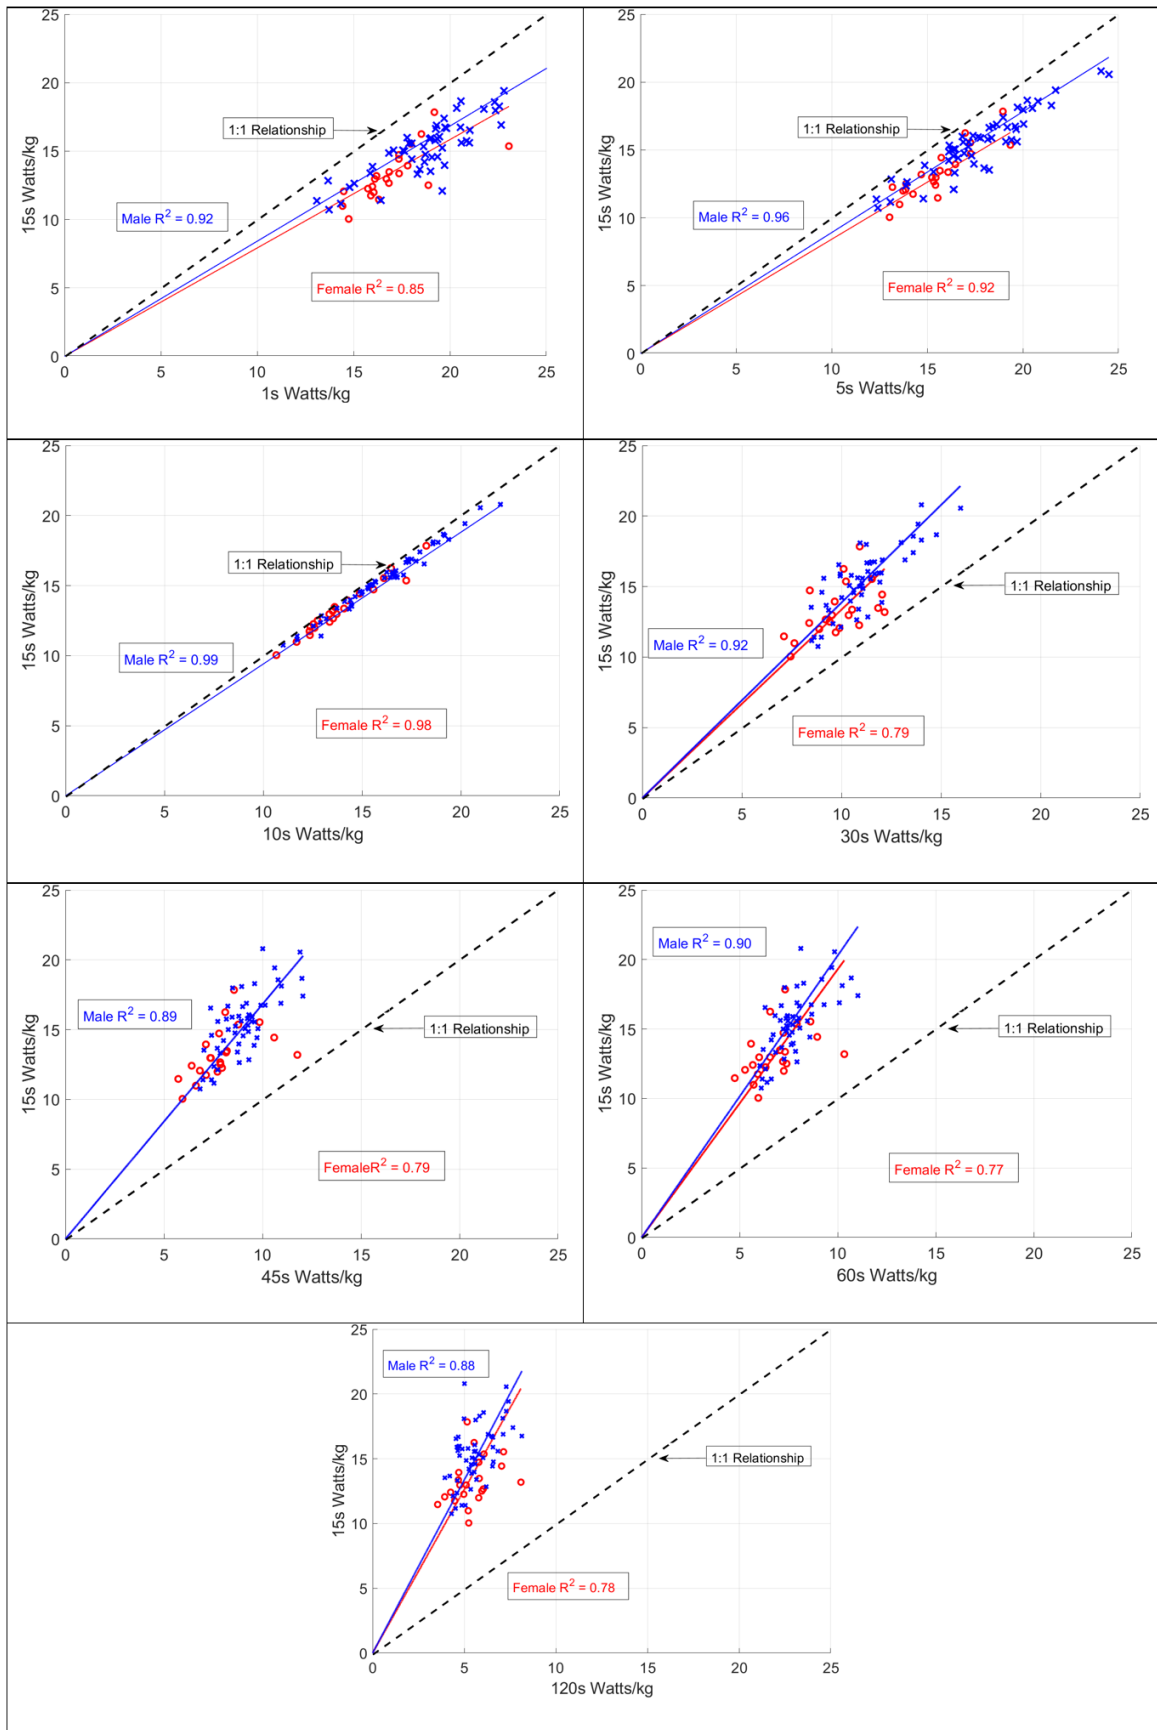 25
20
15
10
5
0
0
5
10
15
20
25
15s Watts/kg
1s Watts/kg
1:1 Relationship
Male R² = 0.92
Female R² = 0.85
25
20
15
10
5
0
0
5
10
15
20
25
15s Watts/kg
5s Watts/kg
1:1 Relationship
Male R² = 0.96
Female R² = 0.92
25
20
15
10
5
0
0
5
10
15
20
25
15s Watts/kg
10s Watts/kg
1:1 Relationship
Male R² = 0.99
Female R² = 0.98
25
20
15
10
5
0
0
5
10
15
20
25
15s Watts/kg
30s Watts/kg
1:1 Relationship
Male R² = 0.92
Female R² = 0.79
25
20
15
10
5
0
0
5
10
15
20
25
15s Watts/kg
45s Watts/kg
Male R² = 0.89
1:1 Relationship
FemaleR² = 0.79
25
20
15
10
5
0
0
5
10
15
20
25
15s Watts/kg
60s Watts/kg
Male R² = 0.90
1:1 Relationship
Female R² = 0.77
25
20
15
10
5
0
0
5
10
15
20
25
15s Watts/kg
120s Watts/kg
Male R² = 0.88
1:1 Relationship
Female R² = 0.78